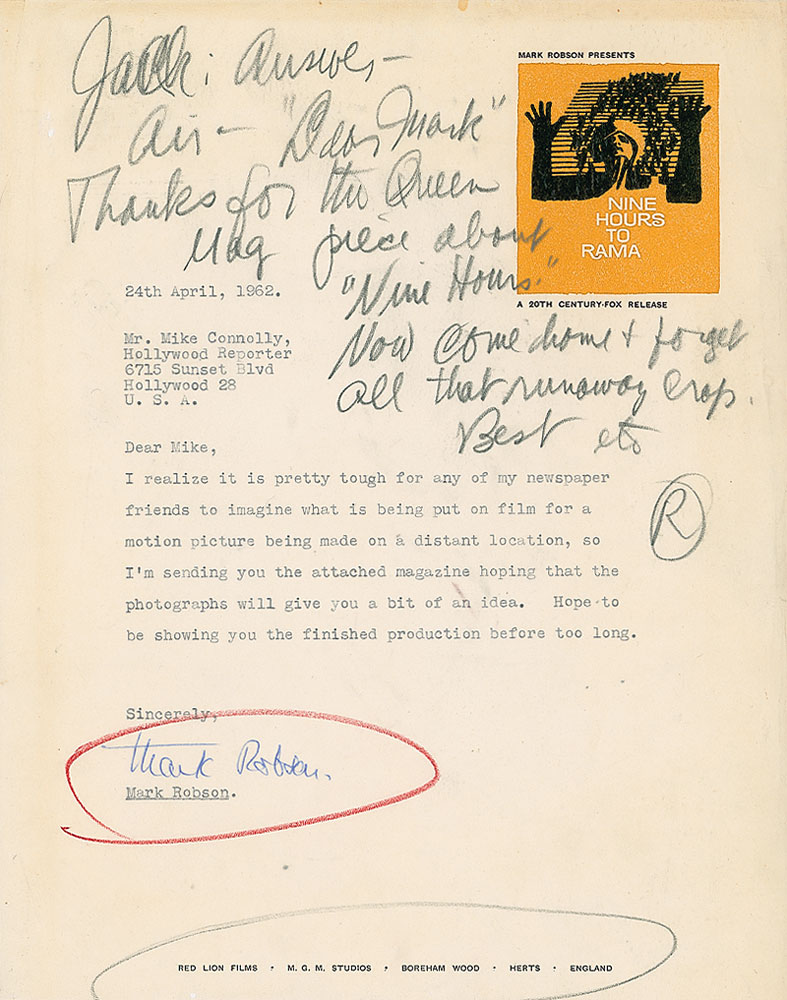 Jack: Answer—
Air— "Dear Mark"
Thanks for the Queen
Mag piece about
"Nine Hours."
Now come home + forget
all that runaway crap.
Best etc
R
MARK ROBSON PRESENTS
NINE
HOURS
TO
RAMA
A 20TH CENTURY-FOX RELEASE
24th April, 1962.
Mr. Mike Connolly,
Hollywood Reporter
6715 Sunset Blvd
Hollywood 28
U. S. A.
Dear Mike,
I realize it is pretty tough for any of my newspaper
friends to imagine what is being put on film for a
motion picture being made on a distant location, so
I'm sending you the attached magazine hoping that the
photographs will give you a bit of an idea. Hope to
be showing you the finished production before too long.
Sincerely,
Mark Robson.
Mark Robson.
RED LION FILMS • M. G. M. STUDIOS • BOREHAM WOOD • HERTS • ENGLAND